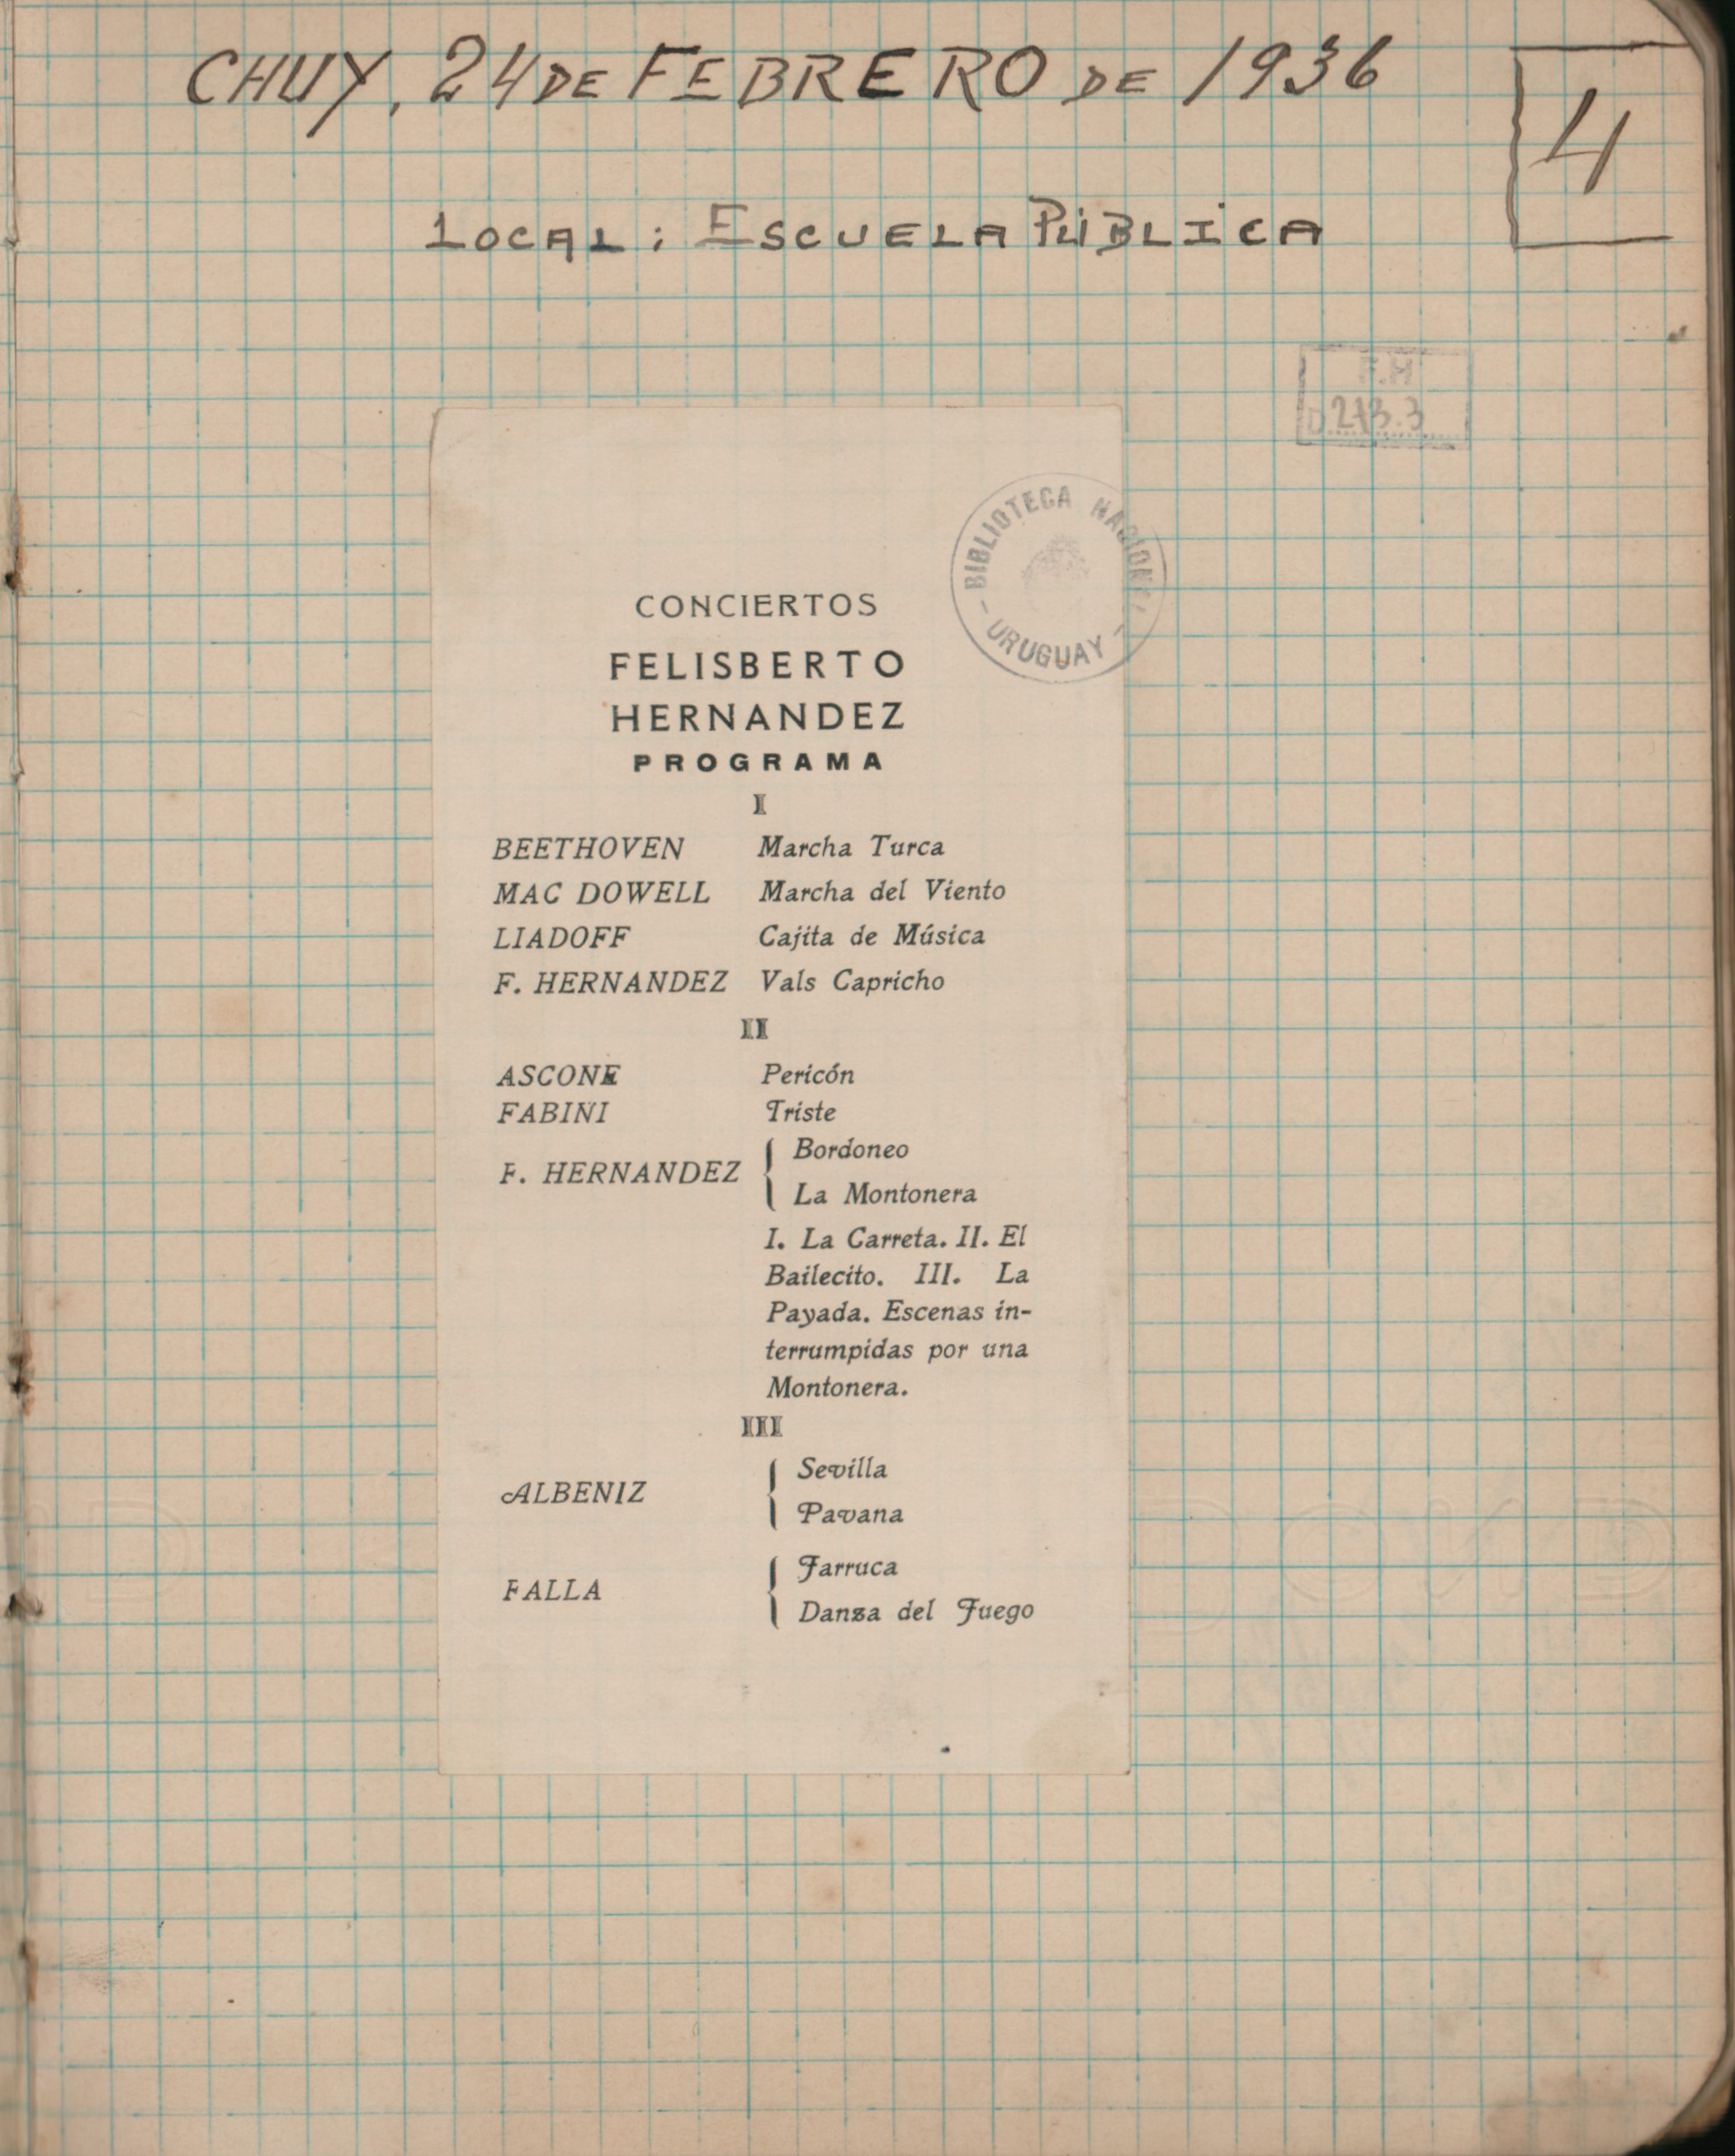 CHUY, 24 DE FEBRERO DE 1936
4
LOCAL: ESCUELA PÚBLICA
F.H
D.213.3
BIBLIOTECA NACIONAL
- URUGUAY -
CONCIERTOS
FELISBERTO
HERNANDEZ
PROGRAMA
I
BEETHOVEN Marcha Turca
MAC DOWELL Marcha del Viento
LIADOFF Cajita de Música
F. HERNANDEZ Vals Capricho
II
ASCONE Pericón
FABINI Triste
F. HERNANDEZ { Bordoneo
La Montonera
I. La Carreta. II. El
Bailecito. III. La
Payada. Escenas in-
terrumpidas por una
Montonera.
III
ALBENIZ { Sevilla
Pavana
FALLA { Farruca
Danza del Fuego